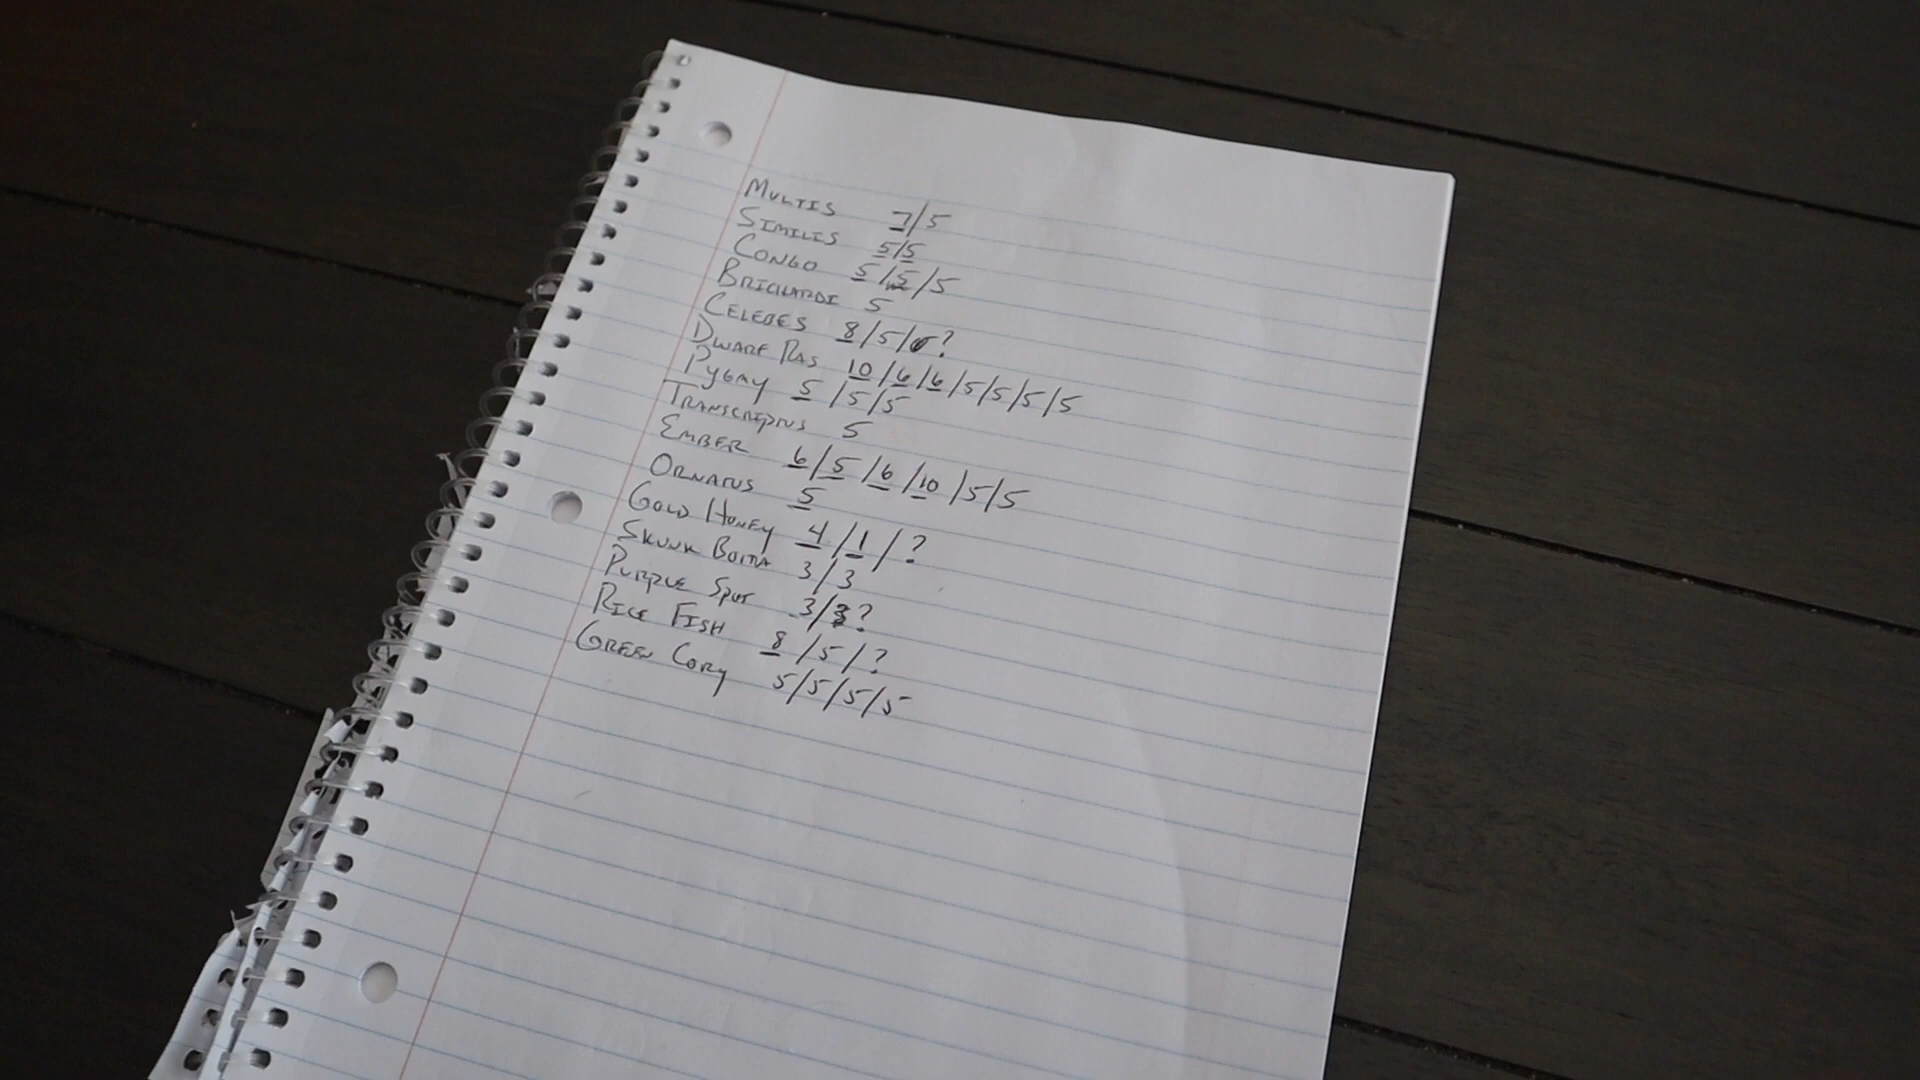 MULTIS 7/5
SIMILIS 5/5
CONGO 5/5/5
BRICHARDI 5
CELEBES 8/5/?
DWARF RAS 10/6/6/5/5/5/5
PYGMY 5/5/5
TRANSCRIPTUS 5
EMBER 6/5/6/10/5/5
ORNATUS 5
GOLD HONEY 4/1/?
SKUNK BOTIA 3/3
PURPLE SPOT 3/3?
RICE FISH 8/5/?
GREEN CORY 5/5/5/5